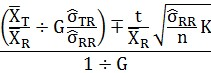 (X̄_T/X̄_R ÷ G σ̂_TR/σ̂_RR) ∓ t/X̄_R √(σ̂_RR/n K)
1 ÷ G